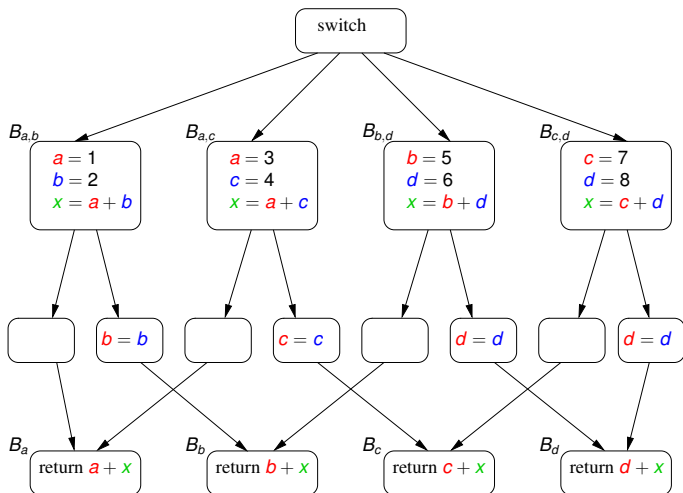 switch
B_{a,b}
a = 1
b = 2
x = a + b
B_{a,c}
a = 3
c = 4
x = a + c
B_{b,d}
b = 5
d = 6
x = b + d
B_{c,d}
c = 7
d = 8
x = c + d
b = b
c = c
d = d
d = d
B_a
return a + x
B_b
return b + x
B_c
return c + x
B_d
return d + x